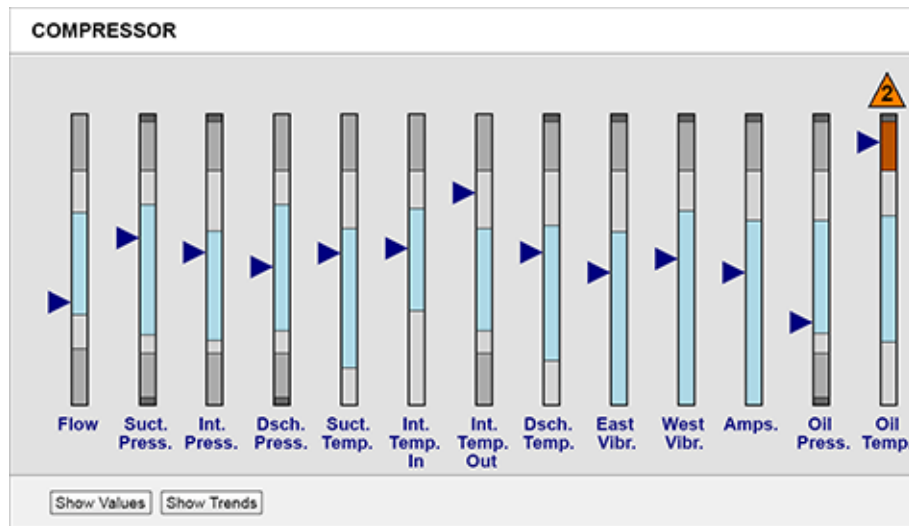 COMPRESSOR
2
Flow
Suct.
Press.
Int.
Press.
Dsch.
Press.
Suct.
Temp.
Int.
Temp.
In
Int.
Temp.
Out
Dsch.
Temp.
East
Vibr.
West
Vibr.
Amps.
Oil
Press.
Oil
Temp.
Show Values
Show Trends